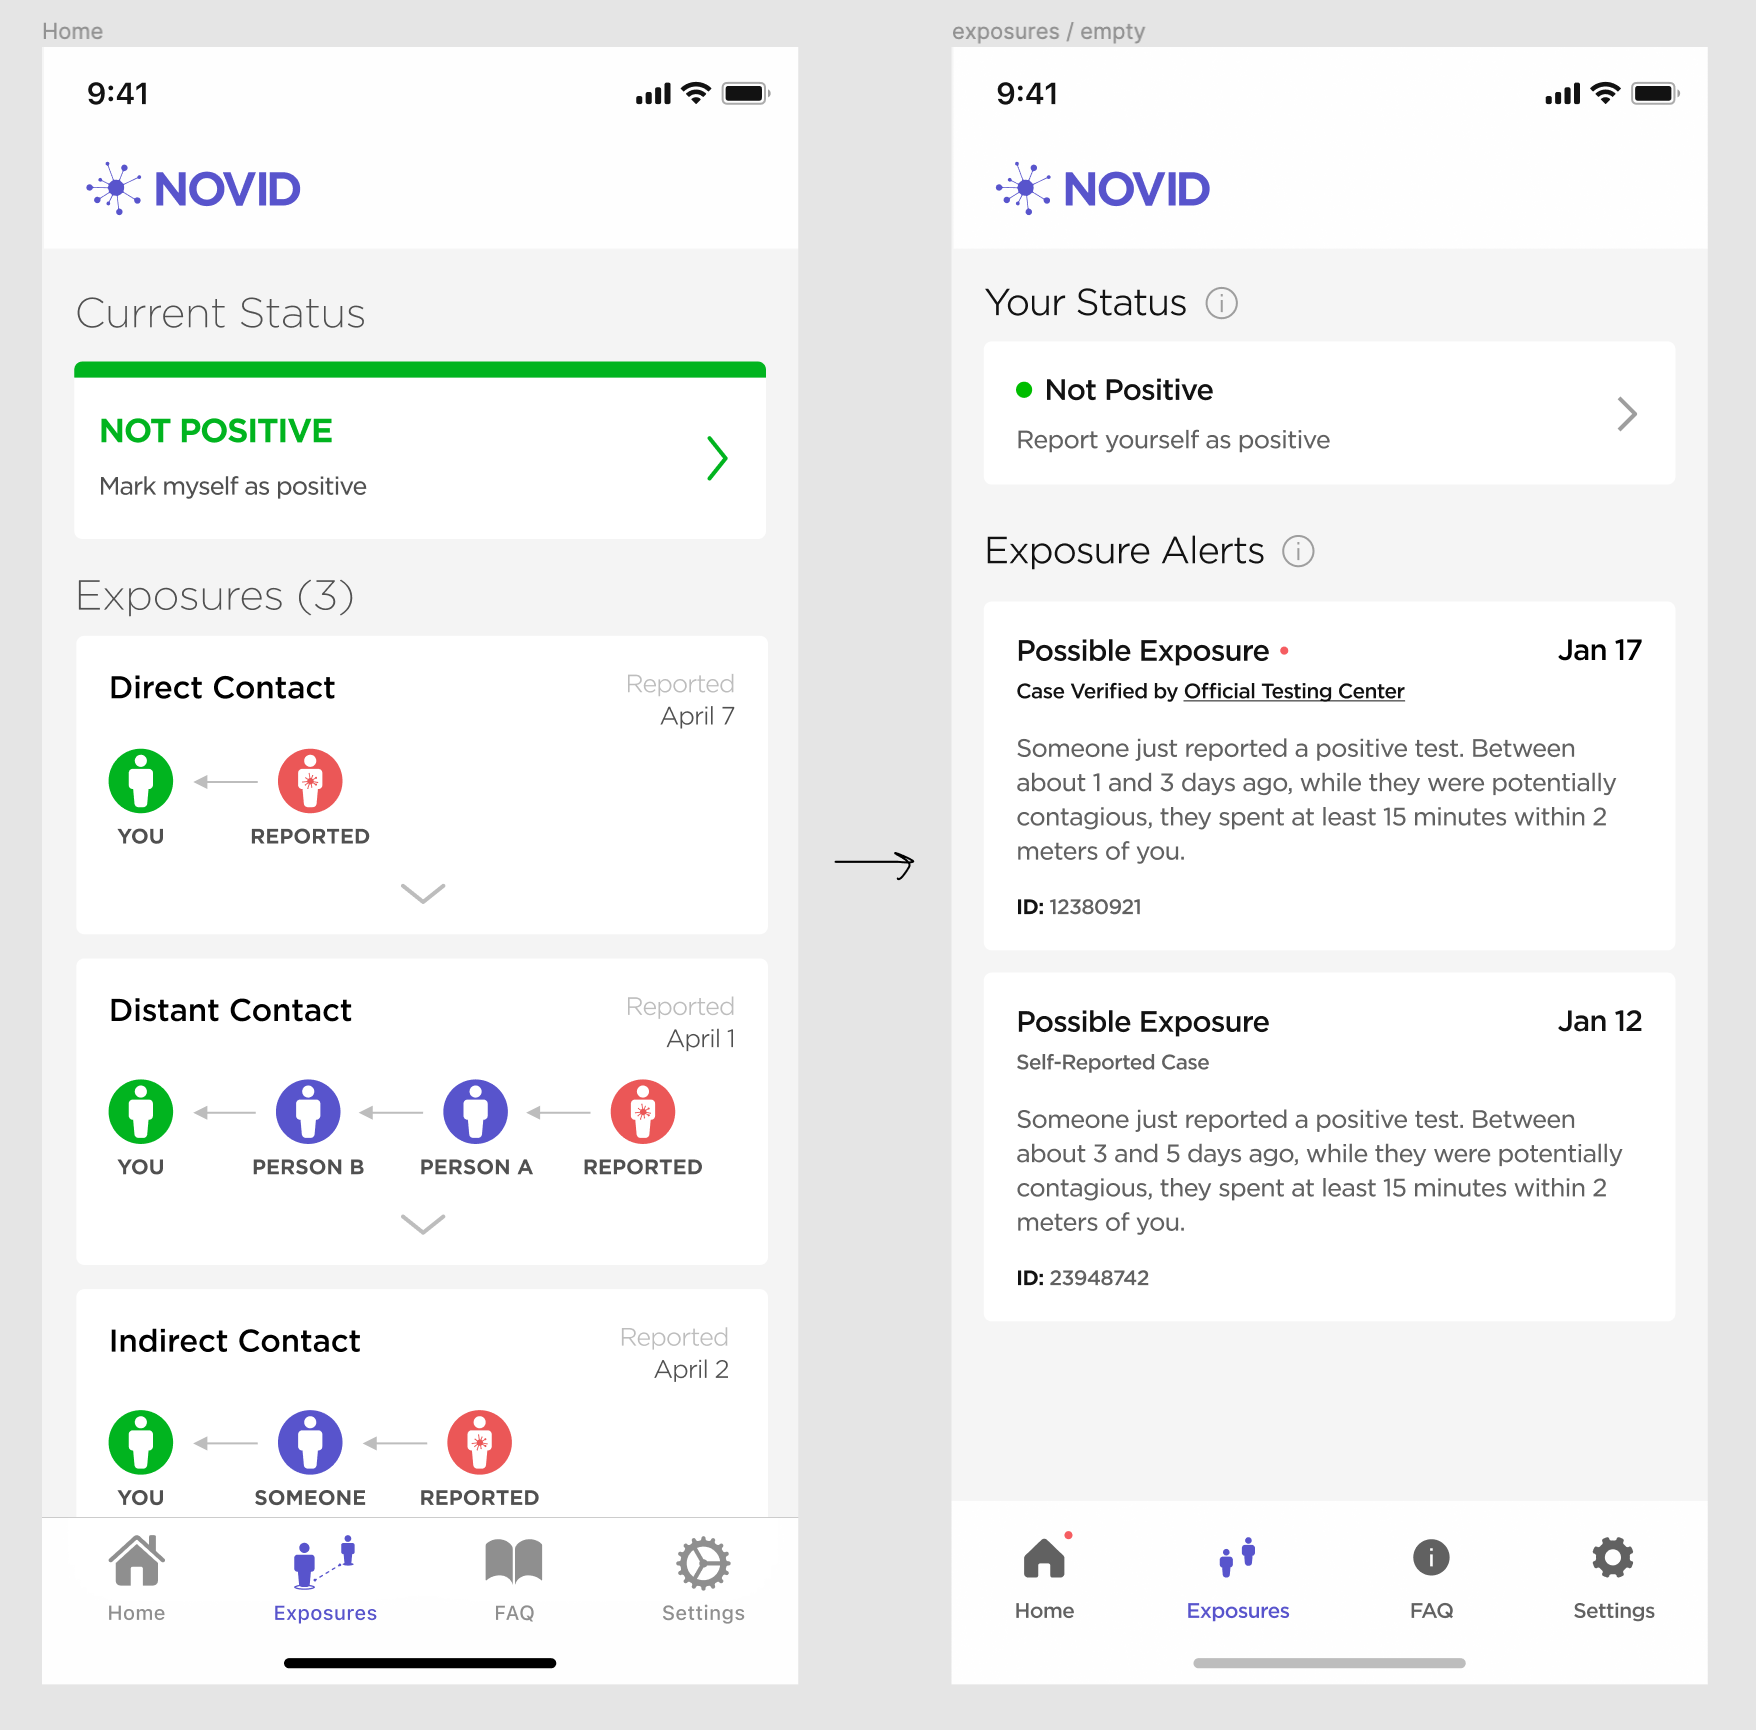 Home
9:41
NOVID
Current Status
NOT POSITIVE
Mark myself as positive
Exposures (3)
Direct Contact
Reported
April 7
YOU
REPORTED
Distant Contact
Reported
April 1
YOU
PERSON B
PERSON A
REPORTED
Indirect Contact
Reported
April 2
YOU
SOMEONE
REPORTED
Home
Exposures
FAQ
Settings
exposures / empty
9:41
NOVID
Your Status
Not Positive
Report yourself as positive
Exposure Alerts
Possible Exposure
Jan 17
Case Verified by Official Testing Center
Someone just reported a positive test. Between
about 1 and 3 days ago, while they were potentially
contagious, they spent at least 15 minutes within 2
meters of you.
ID: 12380921
Possible Exposure
Jan 12
Self-Reported Case
Someone just reported a positive test. Between
about 3 and 5 days ago, while they were potentially
contagious, they spent at least 15 minutes within 2
meters of you.
ID: 23948742
Home
Exposures
FAQ
Settings